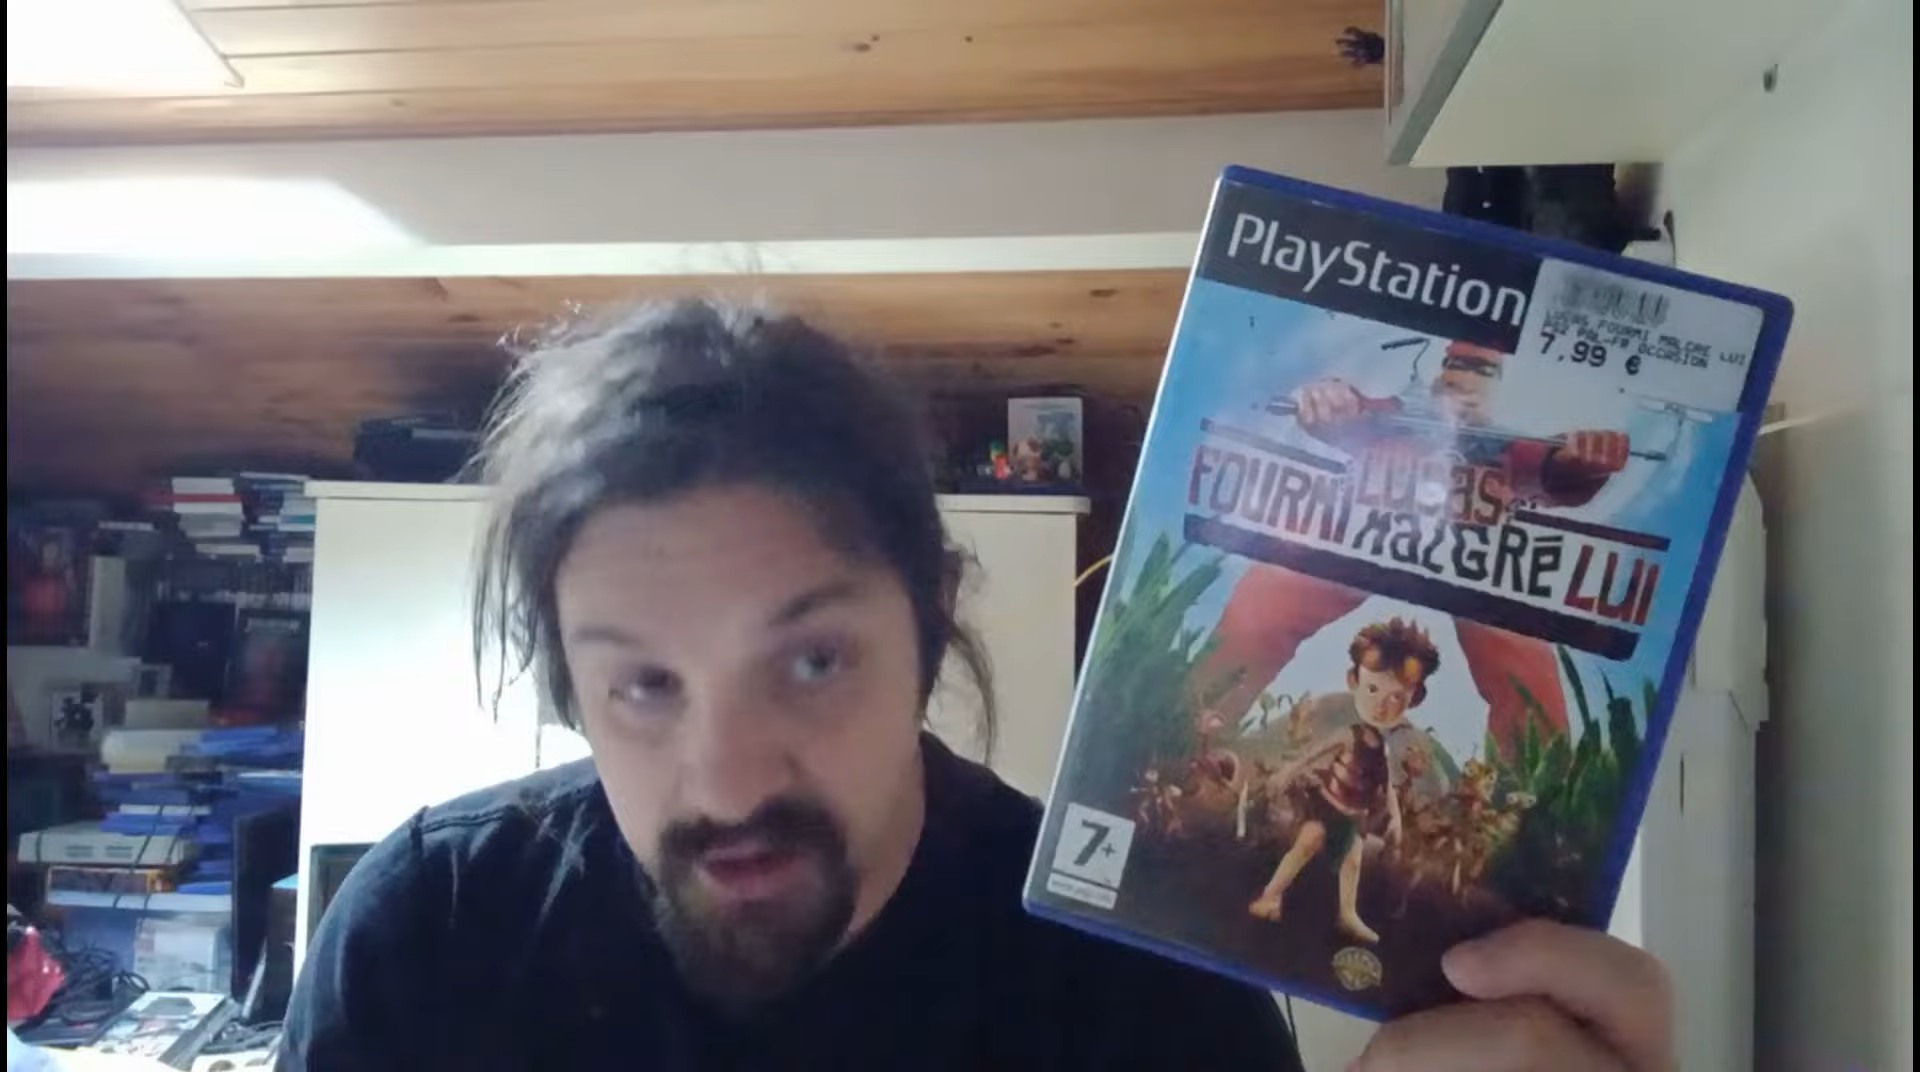 PlayStation
LUCAS FOURMI MALGRE LUI
PS2 PAL-FR OCCASION
7,99 €
LUCAS
FOURMI MALGRÉ LUI
7+